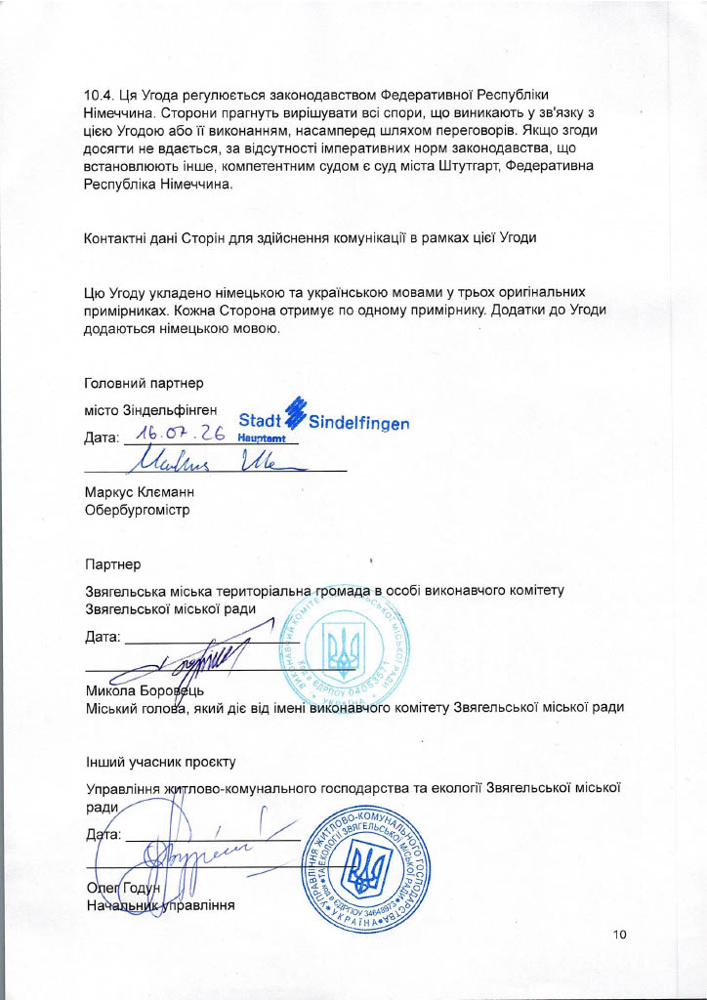 10.4. Ця Угода регулюється законодавством Федеративної Республіки
Німеччина. Сторони прагнуть вирішувати всі спори, що виникають у зв'язку з
цією Угодою або її виконанням, насамперед шляхом переговорів. Якщо згоди
досягти не вдається, за відсутності імперативних норм законодавства, що
встановлюють інше, компетентним судом є суд міста Штутгарт, Федеративна
Республіка Німеччина.
Контактні дані Сторін для здійснення комунікації в рамках цієї Угоди
Цю Угоду укладено німецькою та українською мовами у трьох оригінальних
примірниках. Кожна Сторона отримує по одному примірнику. Додатки до Угоди
додаються німецькою мовою.
Головний партнер
місто Зіндельфінген
Stadt Sindelfingen
Hauptamt
Дата: 16.07.26
Маркус Клєманн
Обербургомістр
Партнер
Звягельська міська територіальна громада в особі виконавчого комітету
Звягельської міської ради
Дата:
ВИКОНАВЧИЙ КОМІТЕТ ЗВЯГЕЛЬСЬКОЇ МІСЬКОЇ РАДИ
Код в ЄДРПОУ 04053571
УКРАЇНА
Микола Боровець
Міський голова, який діє від імені виконавчого комітету Звягельської міської ради
Інший учасник проєкту
Управління житлово-комунального господарства та екології Звягельської міської
ради
Дата:
УПРАВЛІННЯ ЖИТЛОВО-КОМУНАЛЬНОГО ГОСПОДАРСТВА
ТА ЕКОЛОГІЇ ЗВЯГЕЛЬСЬКОЇ МІСЬКОЇ РАДИ
код в ЄДРПОУ
УКРАЇНА
Олег Годун
Начальник управління
10